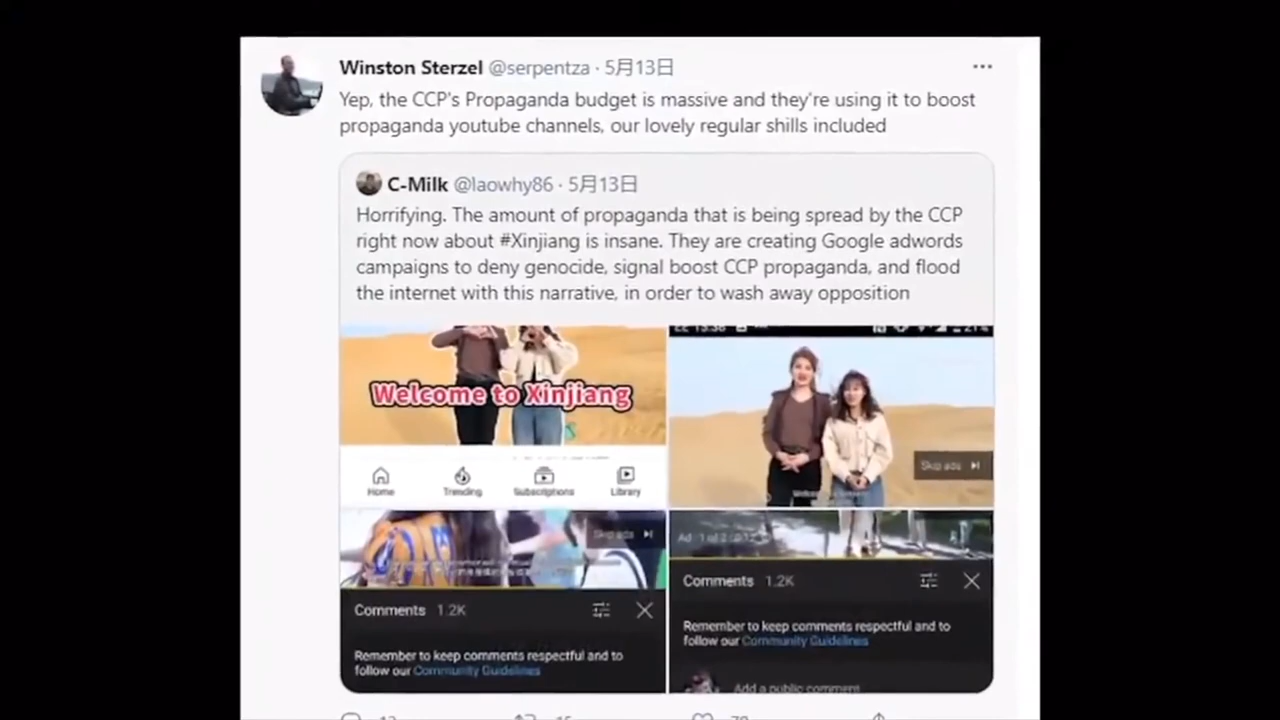 Winston Sterzel @serpentza · 5月13日
Yep, the CCP's Propaganda budget is massive and they're using it to boost
propaganda youtube channels, our lovely regular shills included
C-Milk @laowhy86 · 5月13日
Horrifying. The amount of propaganda that is being spread by the CCP
right now about #Xinjiang is insane. They are creating Google adwords
campaigns to deny genocide, signal boost CCP propaganda, and flood
the internet with this narrative, in order to wash away opposition
Welcome to Xinjiang
Home Trending Subscriptions Library
Skip ads
Comments 1.2K
Remember to keep comments respectful and to
follow our Community Guidelines
Skip ads
Comments 1.2K
Remember to keep comments respectful and to
follow our Community Guidelines
Add a public comment